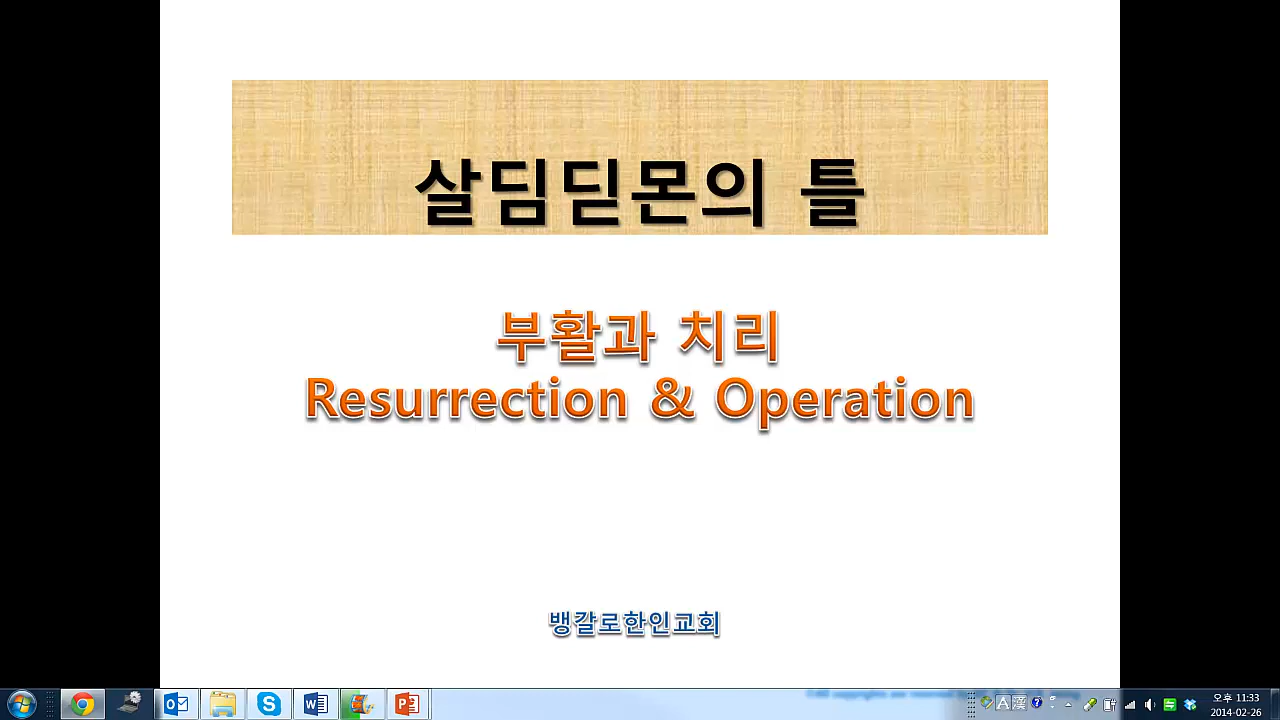 살딤딛몬의 틀
부활과 치리
Resurrection & Operation
뱅갈로한인교회
오후 11:33
2014-02-26